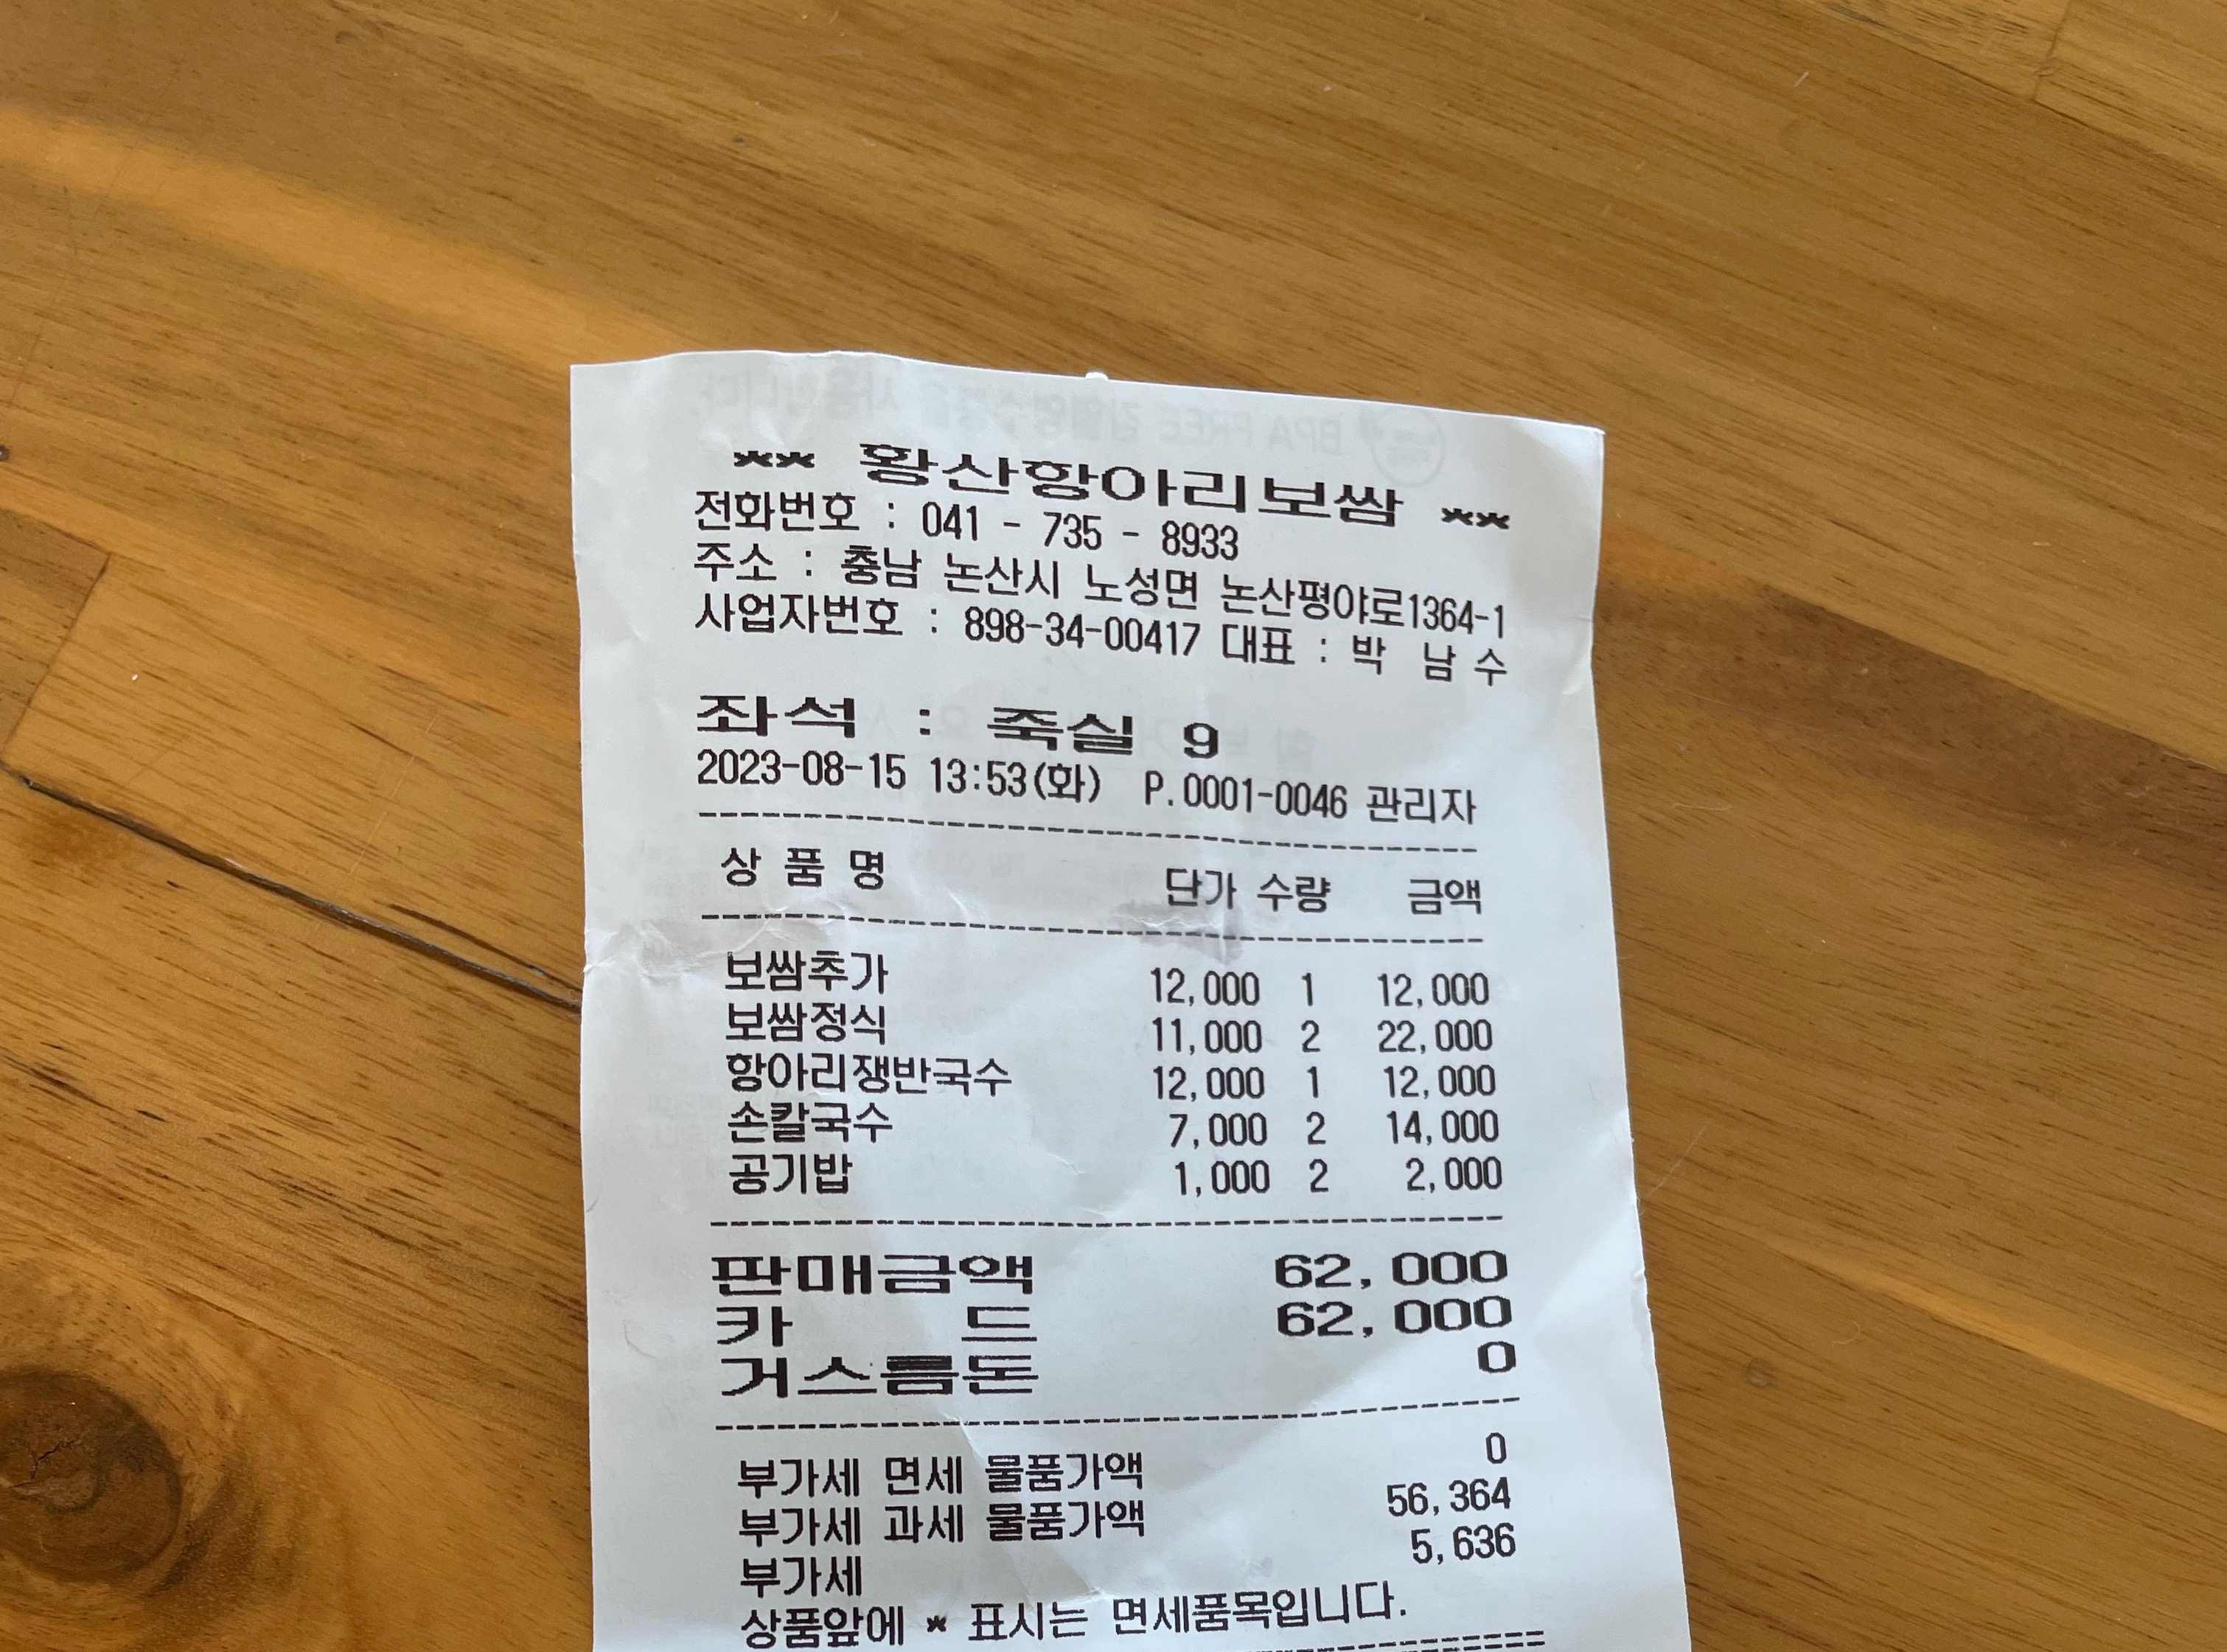 ** 황산항아리보쌈 **
전화번호 : 041 - 735 - 8933
주소 : 충남 논산시 노성면 논산평야로1364-1
사업자번호 : 898-34-00417 대표 : 박 남 수
좌석 : 죽실 9
2023-08-15 13:53(화) P.0001-0046 관리자
상 품 명 단가 수량 금액
보쌈추가 12,000 1 12,000
보쌈정식 11,000 2 22,000
항아리쟁반국수 12,000 1 12,000
손칼국수 7,000 2 14,000
공기밥 1,000 2 2,000
판매금액 62,000
카 드 62,000
거스름돈 0
부가세 면세 물품가액 0
부가세 과세 물품가액 56,364
부가세 5,636
상품앞에 * 표시는 면세품목입니다.